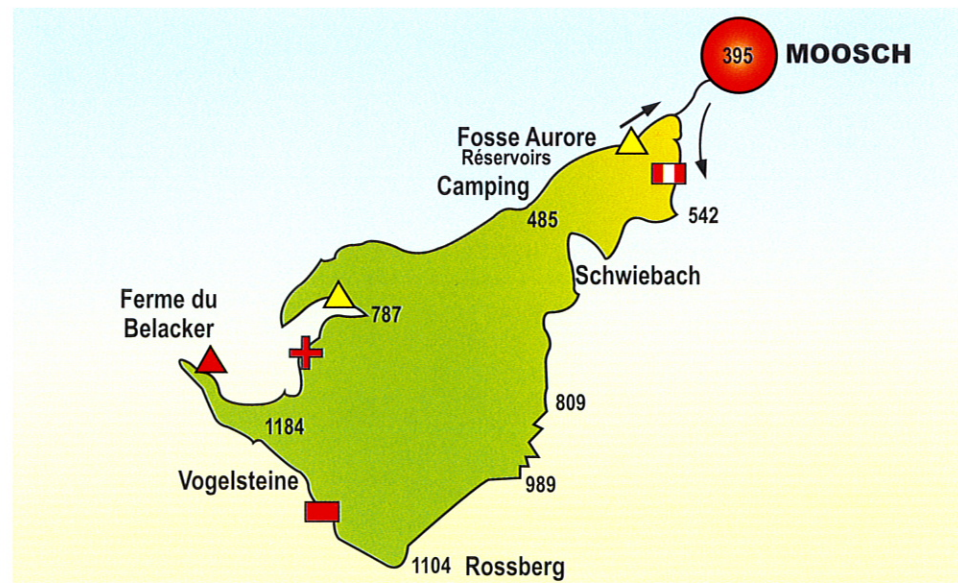 395 MOOSCH
Fosse Aurore
Réservoirs
Camping
485
542
Schwiebach
Ferme du
Belacker
787
809
1184
Vogelsteine
989
1104 Rossberg